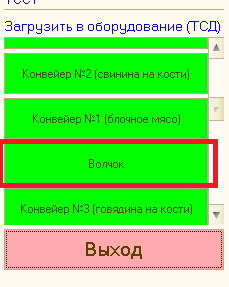 ТЕСТ
Загрузить в оборудование (ТСД)
Конвейер №2 (свинина на кости)
Конвейер №1 (блочное мясо)
Волчок
Конвейер №3 (говядина на кости)
Выход